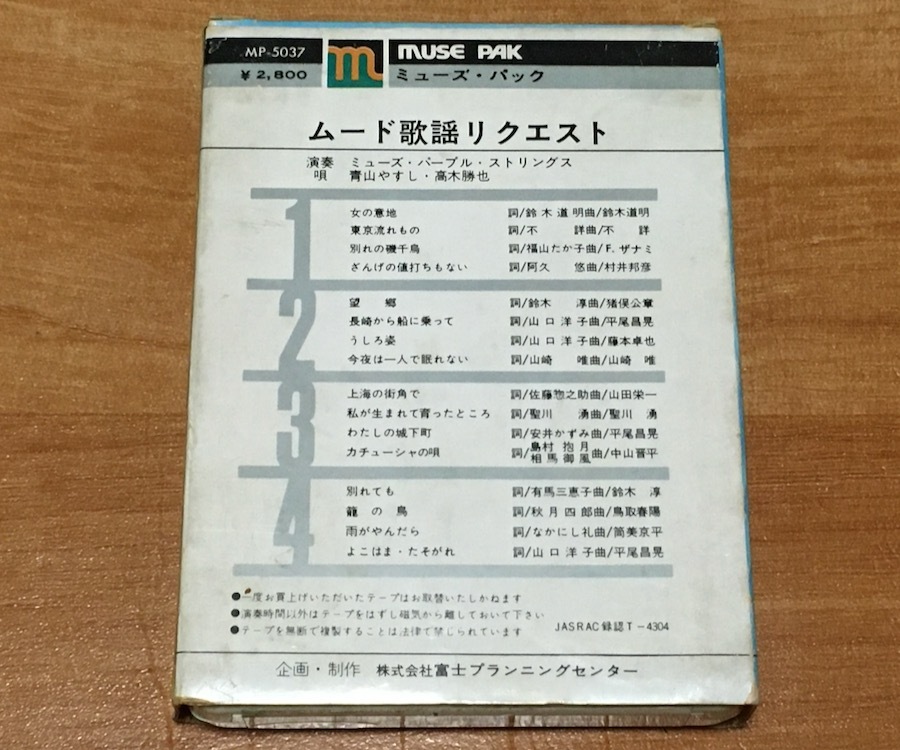 MP-5037
¥2,800
m
MUSE PAK
ミューズ・パック
ムード歌謡リクエスト
演奏 ミューズ・パープル・ストリングス
唄 青山やすし・高木勝也
1
女の意地 詞/鈴木道明曲/鈴木道明
東京流れもの 詞/不 詳曲/不 詳
別れの磯千鳥 詞/福山たか子曲/F.ザナミ
ざんげの値打ちもない 詞/阿久 悠曲/村井邦彦
2
望 郷 詞/鈴木 淳曲/猪俣公章
長崎から船に乗って 詞/山口洋子曲/平尾昌晃
うしろ姿 詞/山口洋子曲/藤本卓也
今夜は一人で眠れない 詞/山崎 唯曲/山崎 唯
3
上海の街角で 詞/佐藤惣之助曲/山田栄一
私が生まれて育ったところ 詞/聖川 湧曲/聖川 湧
わたしの城下町 詞/安井かずみ曲/平尾昌晃
カチューシャの唄 詞/島村抱月 相馬御風曲/中山晋平
4
別れても 詞/有馬三恵子曲/鈴木 淳
籠の鳥 詞/秋月四郎曲/鳥取春陽
雨がやんだら 詞/なかにし礼曲/筒美京平
よこはま・たそがれ 詞/山口洋子曲/平尾昌晃
●一度お買上げいただいたテープはお取替いたしかねます
●演奏時間以外はテープをはずし磁気から離しておいて下さい
●テープを無断で複製することは法律で禁じられています
JASRAC録認T-4304
企画・制作 株式会社富士プランニングセンター